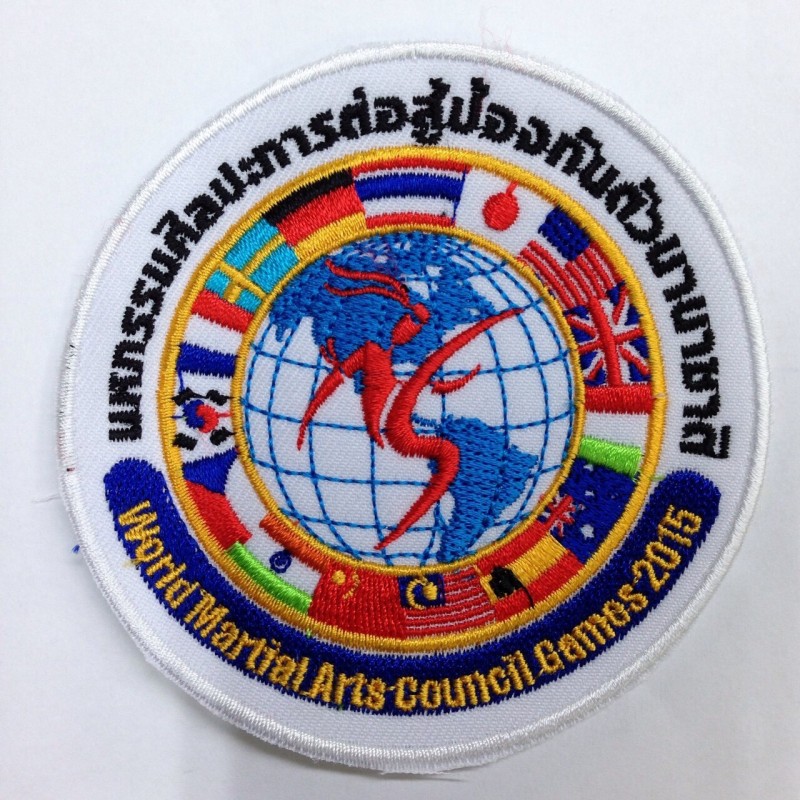 มหกรรมศิลปะการต่อสู้ป้องกันตัวนานาชาติ
World Martial Arts Council Games 2015